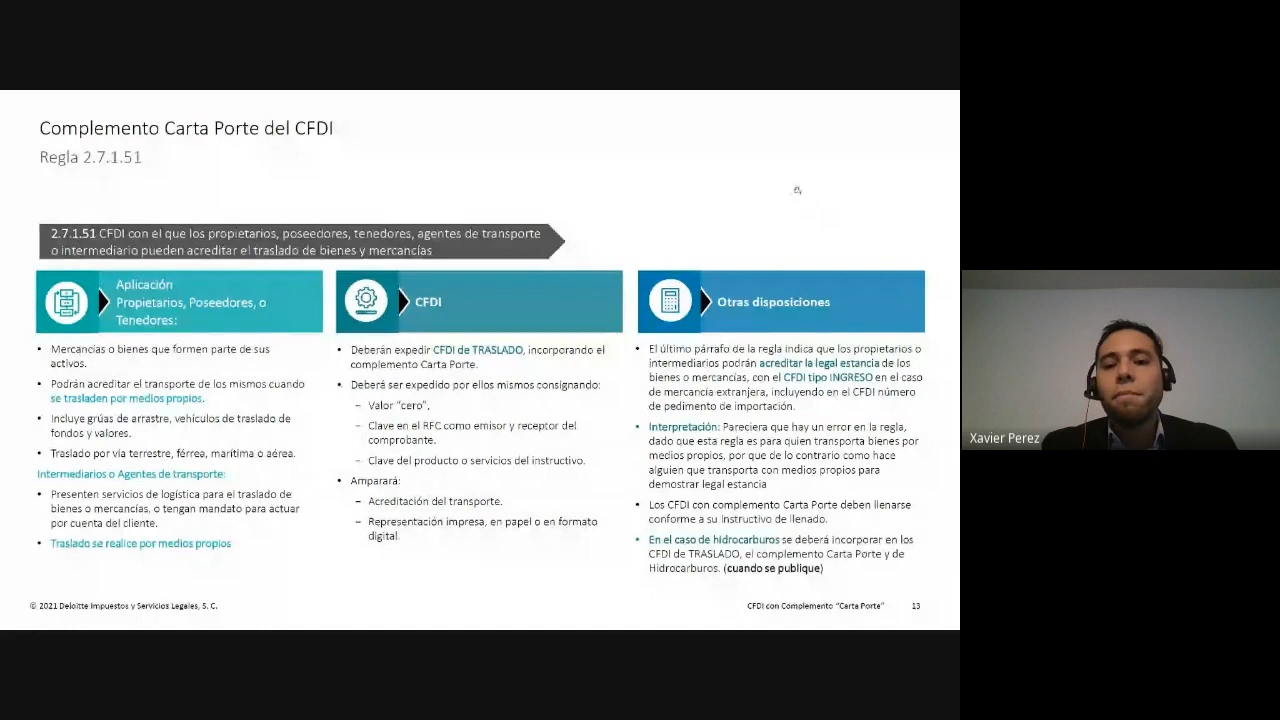 Complemento Carta Porte del CFDI
Regla 2.7.1.51
2.7.1.51 CFDI con el que los propietarios, poseedores, tenedores, agentes de transporte
o intermediario pueden acreditar el traslado de bienes y mercancías
Aplicación
Propietarios, Poseedores, o
Tenedores:
• Mercancías o bienes que formen parte de sus
activos.
• Podrán acreditar el transporte de los mismos cuando
se trasladen por medios propios.
• Incluye grúas de arrastre, vehículos de traslado de
fondos y valores.
• Traslado por vía terrestre, férrea, marítima o aérea.
Intermediarios o Agentes de transporte:
• Presenten servicios de logística para el traslado de
bienes o mercancías, o tengan mandato para actuar
por cuenta del cliente.
• Traslado se realice por medios propios
CFDI
• Deberán expedir CFDI de TRASLADO, incorporando el
complemento Carta Porte.
• Deberá ser expedido por ellos mismos consignando:
– Valor "cero",
– Clave en el RFC como emisor y receptor del
comprobante.
– Clave del producto o servicios del instructivo.
• Amparará:
– Acreditación del transporte.
– Representación impresa, en papel o en formato
digital.
Otras disposiciones
• El último párrafo de la regla indica que los propietarios o
intermediarios podrán acreditar la legal estancia de los
bienes o mercancías, con el CFDI tipo INGRESO en el caso
de mercancía extranjera, incluyendo en el CFDI número
de pedimento de importación.
• Interpretación: Pareciera que hay un error en la regla,
dado que esta regla es para quien transporta bienes por
medios propios, por que de lo contrario como hace
alguien que transporta con medios propios para
demostrar legal estancia
• Los CFDI con complemento Carta Porte deben llenarse
conforme a su Instructivo de llenado.
• En el caso de hidrocarburos se deberá incorporar en los
CFDI de TRASLADO, el complemento Carta Porte y de
Hidrocarburos. (cuando se publique)
© 2021 Deloitte Impuestos y Servicios Legales, S. C.
CFDI con Complemento "Carta Porte" 13
Xavier Perez